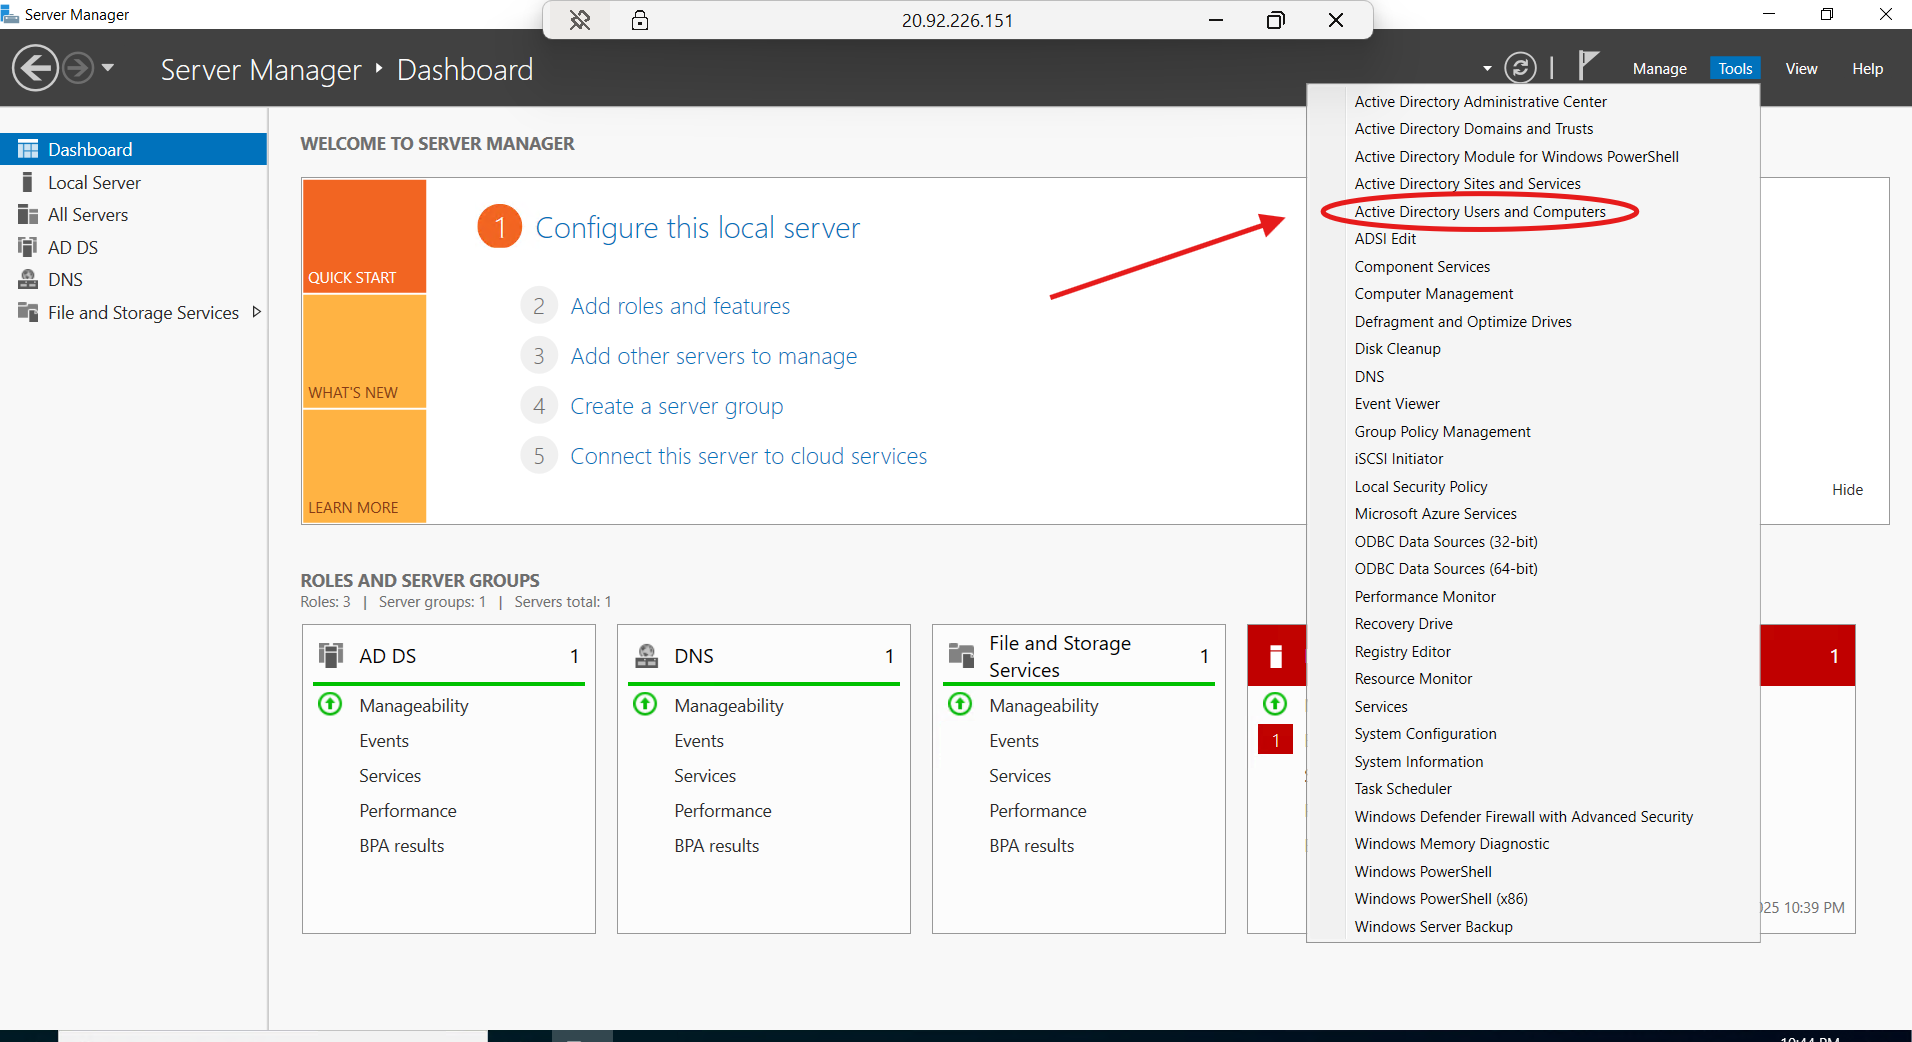 Server Manager
20.92.226.151
Server Manager ‣ Dashboard
Manage
Tools
View
Help
Dashboard
Local Server
All Servers
AD DS
DNS
File and Storage Services
WELCOME TO SERVER MANAGER
QUICK START
WHAT'S NEW
LEARN MORE
1 Configure this local server
2 Add roles and features
3 Add other servers to manage
4 Create a server group
5 Connect this server to cloud services
Hide
ROLES AND SERVER GROUPS
Roles: 3 | Server groups: 1 | Servers total: 1
AD DS 1
Manageability
Events
Services
Performance
BPA results
DNS 1
Manageability
Events
Services
Performance
BPA results
File and Storage
Services 1
Manageability
Events
Services
Performance
BPA results
1
1
10:39 PM
Active Directory Administrative Center
Active Directory Domains and Trusts
Active Directory Module for Windows PowerShell
Active Directory Sites and Services
Active Directory Users and Computers
ADSI Edit
Component Services
Computer Management
Defragment and Optimize Drives
Disk Cleanup
DNS
Event Viewer
Group Policy Management
iSCSI Initiator
Local Security Policy
Microsoft Azure Services
ODBC Data Sources (32-bit)
ODBC Data Sources (64-bit)
Performance Monitor
Recovery Drive
Registry Editor
Resource Monitor
Services
System Configuration
System Information
Task Scheduler
Windows Defender Firewall with Advanced Security
Windows Memory Diagnostic
Windows PowerShell
Windows PowerShell (x86)
Windows Server Backup
10:44 PM